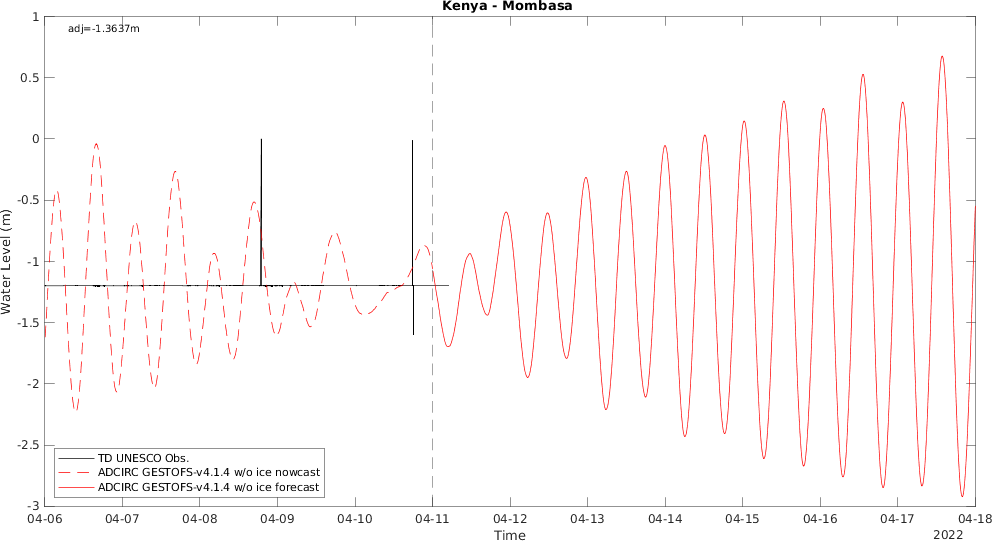 Kenya - Mombasa
adj=-1.3637m
Water Level (m)
1
0.5
0
-0.5
-1
-1.5
-2
-2.5
-3
TD UNESCO Obs.
ADCIRC GESTOFS-v4.1.4 w/o ice nowcast
ADCIRC GESTOFS-v4.1.4 w/o ice forecast
04-06 04-07 04-08 04-09 04-10 04-11 04-12 04-13 04-14 04-15 04-16 04-17 04-18
Time
2022